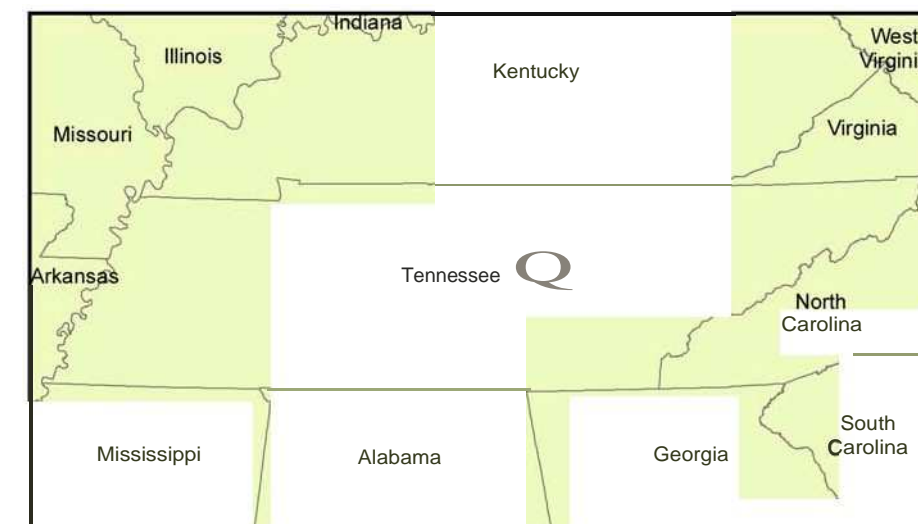 Indiana
West
Virgini
Illinois
Kentucky
Missouri
Virginia
Arkansas
Tennessee Q
North
Carolina
Mississippi
Alabama
Georgia
South
Carolina